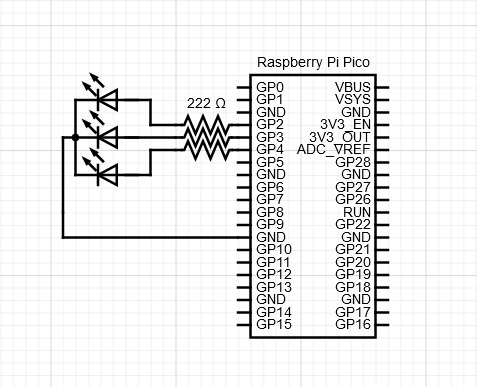 Raspberry Pi Pico
222 Ω
GP0 VBUS
GP1 VSYS
GND GND
GP2 3V3_EN
GP3 3V3_OUT
GP4 ADC_VREF
GP5 GP28
GND GND
GP6 GP27
GP7 GP26
GP8 RUN
GP9 GP22
GND GND
GP10 GP21
GP11 GP20
GP12 GP19
GP13 GP18
GND GND
GP14 GP17
GP15 GP16